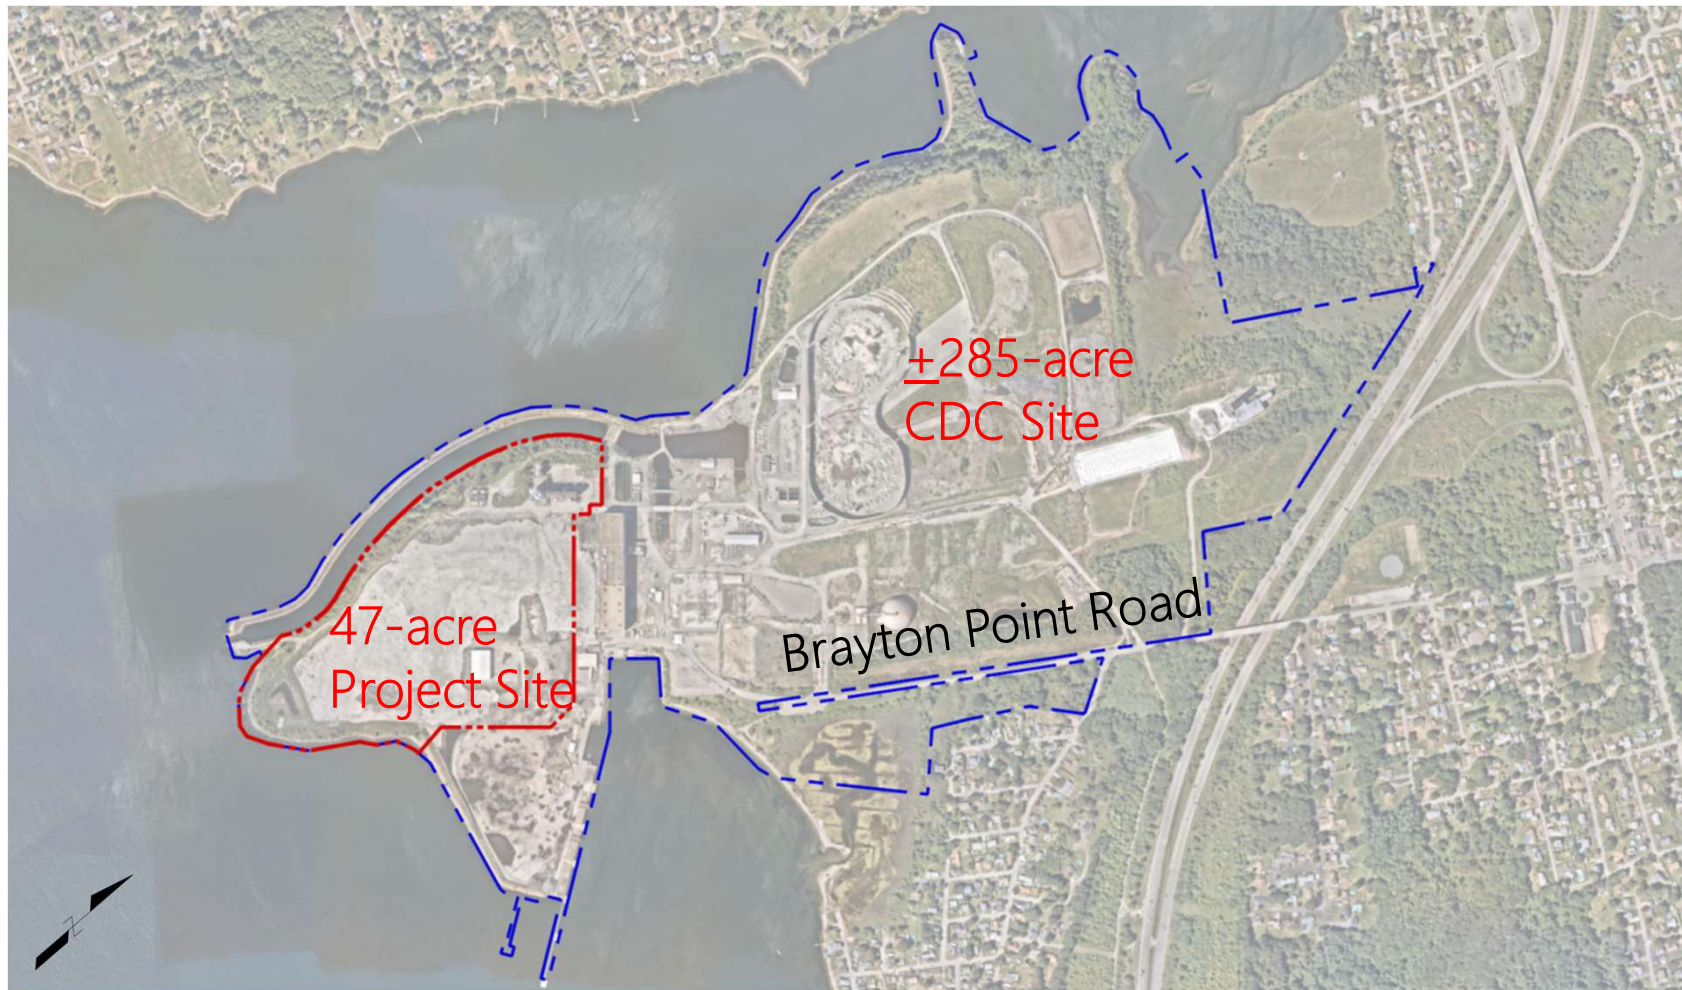 ±285-acre
CDC Site
47-acre
Project Site
Brayton Point Road
N